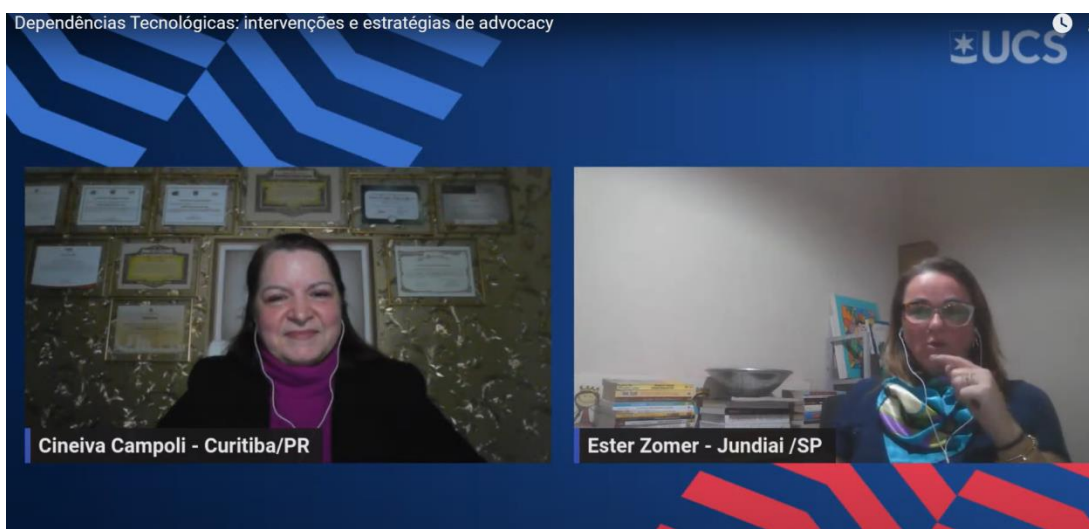 Dependências Tecnológicas: intervenções e estratégias de advocacy
UCS
Cineiva Campoli - Curitiba/PR
Ester Zomer - Jundiai /SP